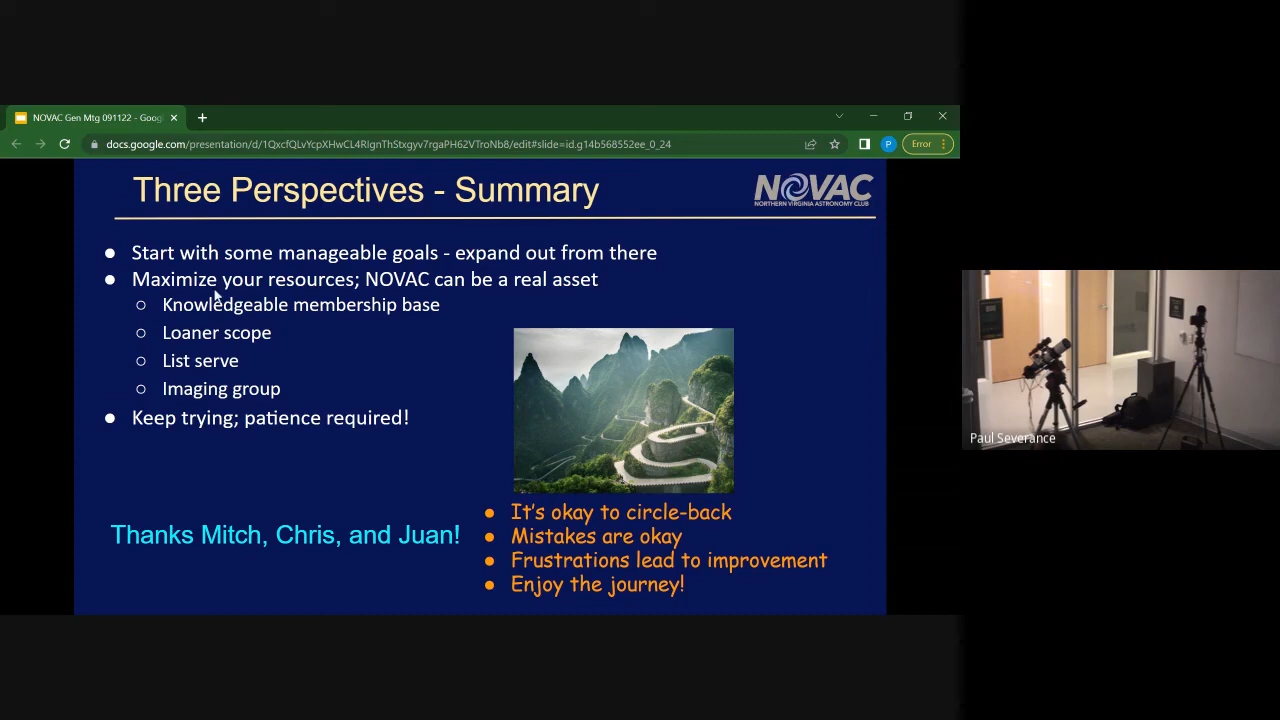 NOVAC Gen Mtg 091122 - Goog
docs.google.com/presentation/d/1QxcfQLvYcpXHwCL4RIgnThStxgyv7rgaPH62VTroNb8/edit#slide=id.g14b568552ee_0_24
P
Error
Three Perspectives - Summary
NOVAC
NORTHERN VIRGINIA ASTRONOMY CLUB
● Start with some manageable goals - expand out from there
● Maximize your resources; NOVAC can be a real asset
○ Knowledgeable membership base
○ Loaner scope
○ List serve
○ Imaging group
● Keep trying; patience required!
Thanks Mitch, Chris, and Juan!
● It's okay to circle-back
● Mistakes are okay
● Frustrations lead to improvement
● Enjoy the journey!
Paul Severance